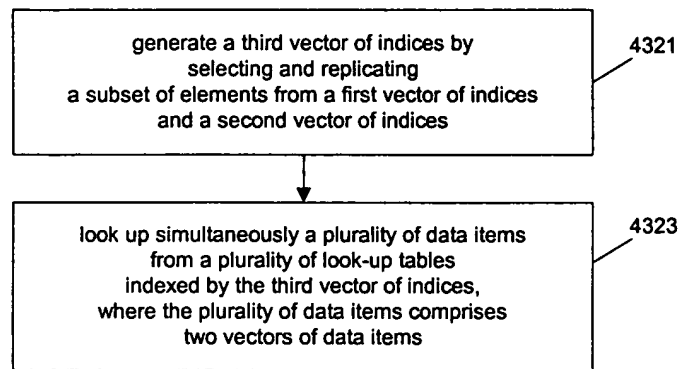 generate a third vector of indices by
selecting and replicating
a subset of elements from a first vector of indices
and a second vector of indices
4321
look up simultaneously a plurality of data items
from a plurality of look-up tables
indexed by the third vector of indices,
where the plurality of data items comprises
two vectors of data items
4323